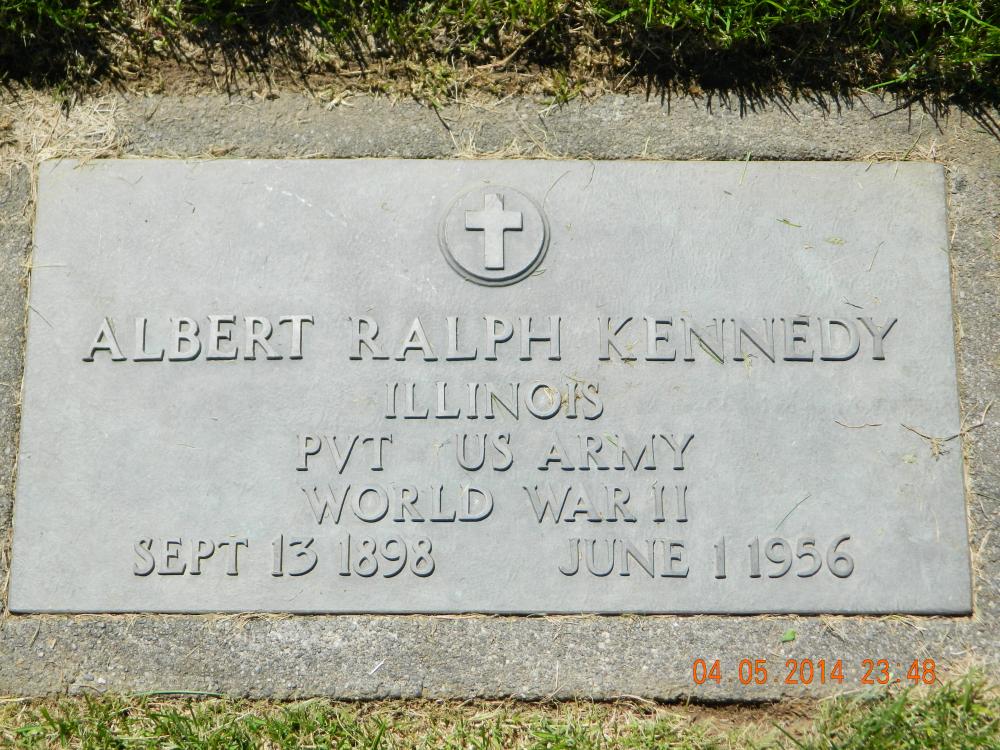 ALBERT RALPH KENNEDY
ILLINOIS
PVT US ARMY
WORLD WAR II
SEPT 13 1898 JUNE 1 1956
04 05 2014 23 48